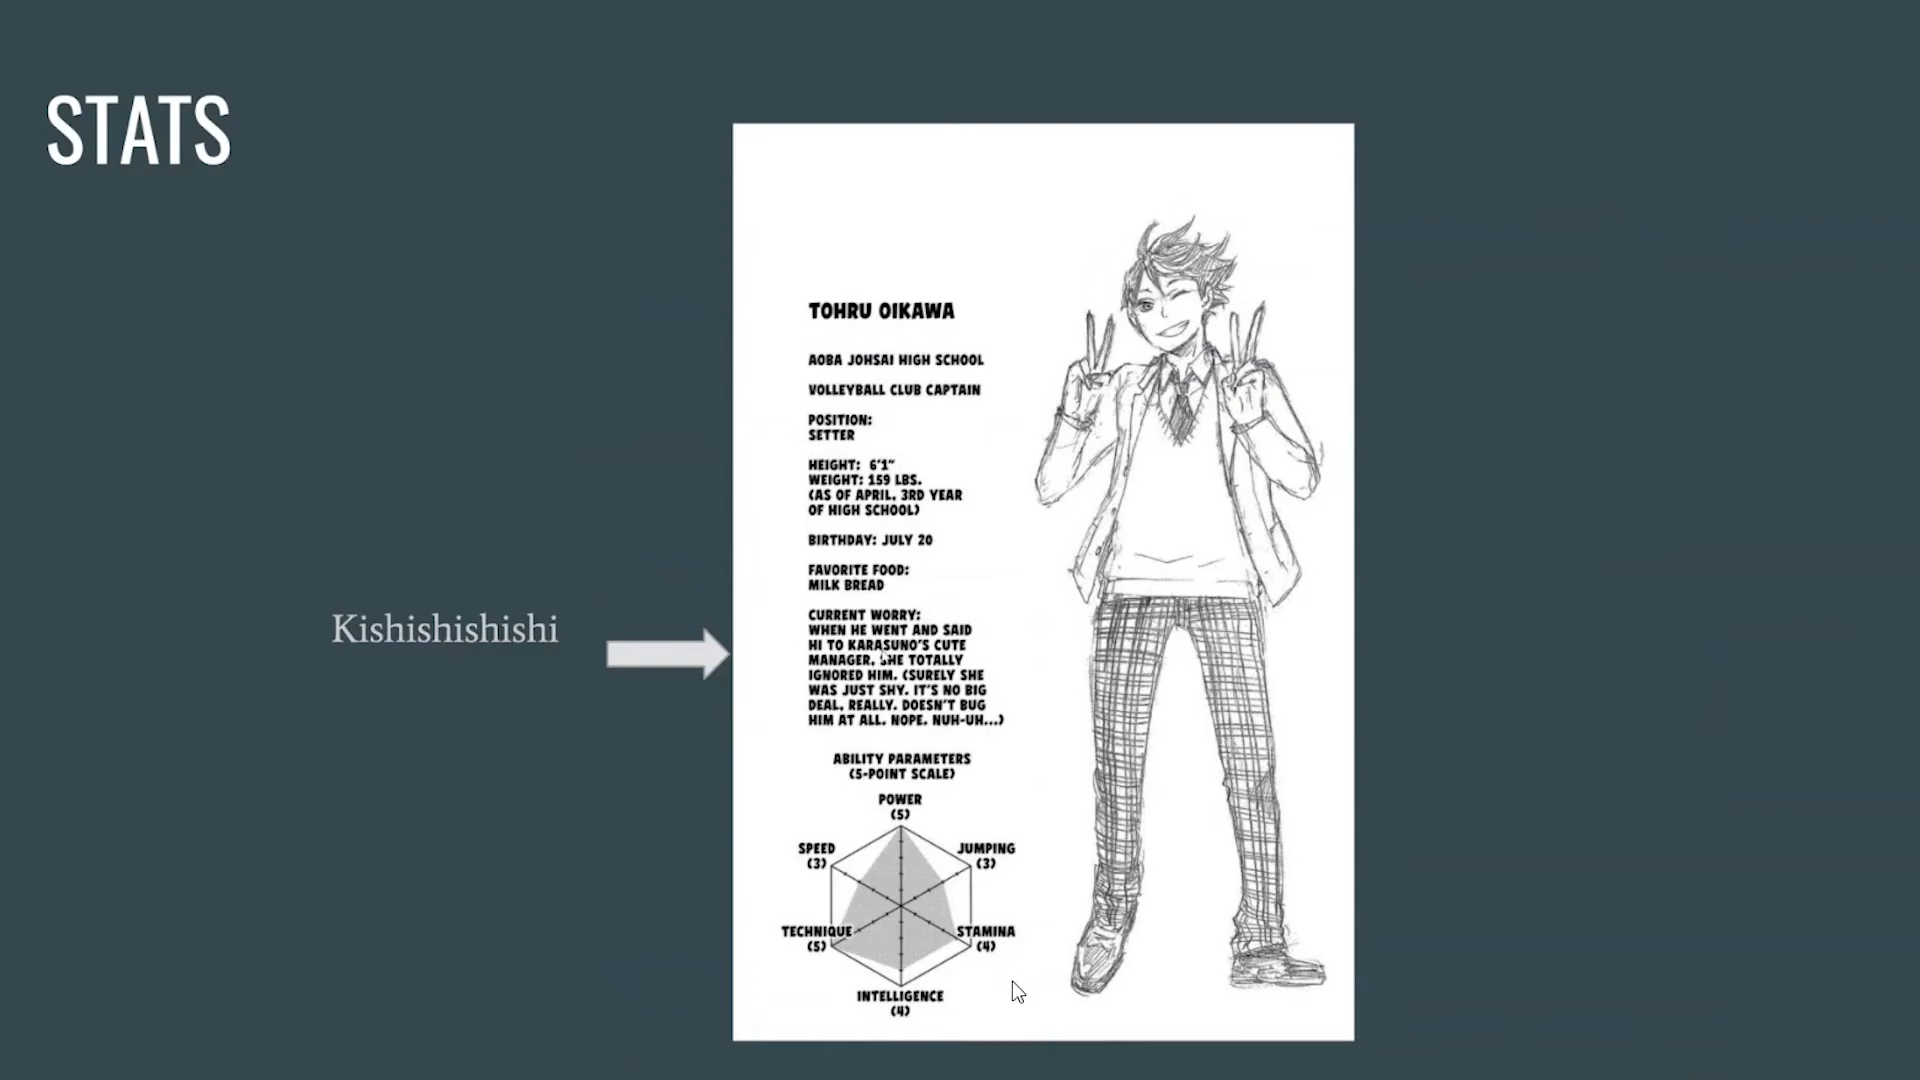 STATS
Kishishishishi
TOHRU OIKAWA
AOBA JOHSAI HIGH SCHOOL
VOLLEYBALL CLUB CAPTAIN
POSITION:
SETTER
HEIGHT: 6'1"
WEIGHT: 159 LBS.
(AS OF APRIL, 3RD YEAR
OF HIGH SCHOOL)
BIRTHDAY: JULY 20
FAVORITE FOOD:
MILK BREAD
CURRENT WORRY:
WHEN HE WENT AND SAID
HI TO KARASUNO'S CUTE
MANAGER, SHE TOTALLY
IGNORED HIM. (SURELY SHE
WAS JUST SHY. IT'S NO BIG
DEAL, REALLY. DOESN'T BUG
HIM AT ALL. NOPE. NUH-UH...)
ABILITY PARAMETERS
(5-POINT SCALE)
POWER
(5)
SPEED
(3)
JUMPING
(3)
TECHNIQUE
(5)
STAMINA
(4)
INTELLIGENCE
(4)